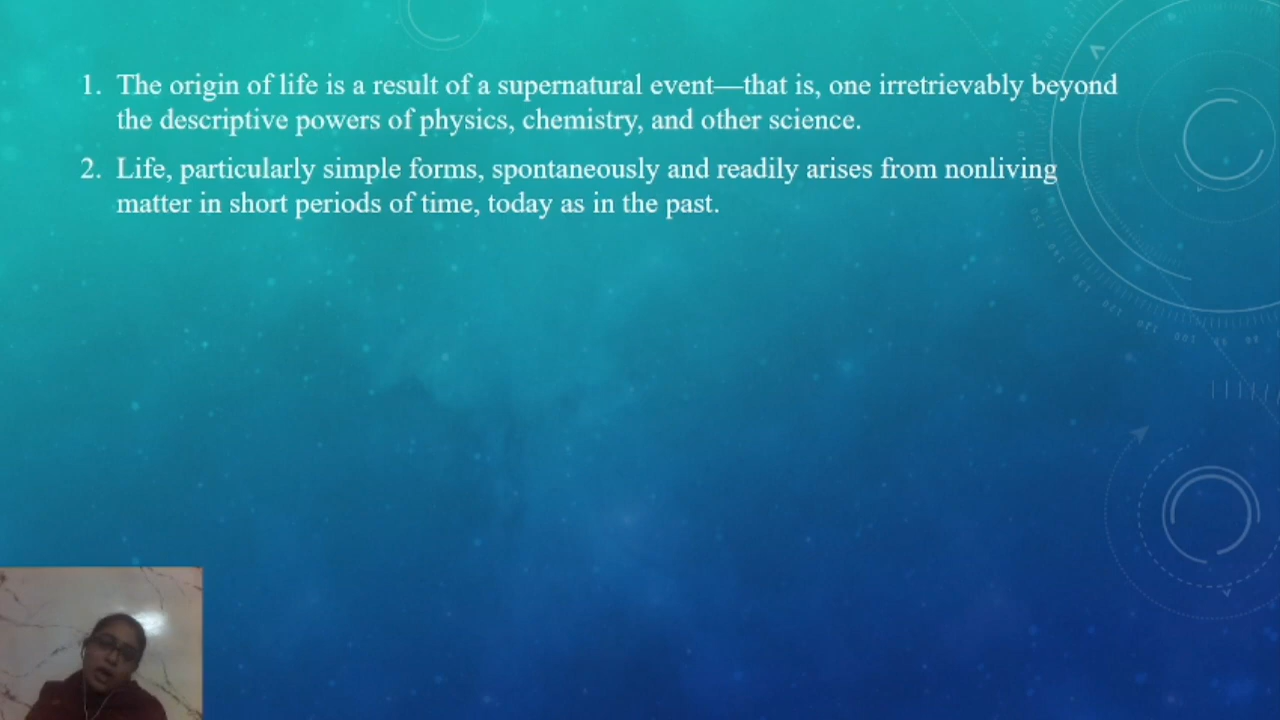 1. The origin of life is a result of a supernatural event—that is, one irretrievably beyond
the descriptive powers of physics, chemistry, and other science.
2. Life, particularly simple forms, spontaneously and readily arises from nonliving
matter in short periods of time, today as in the past.